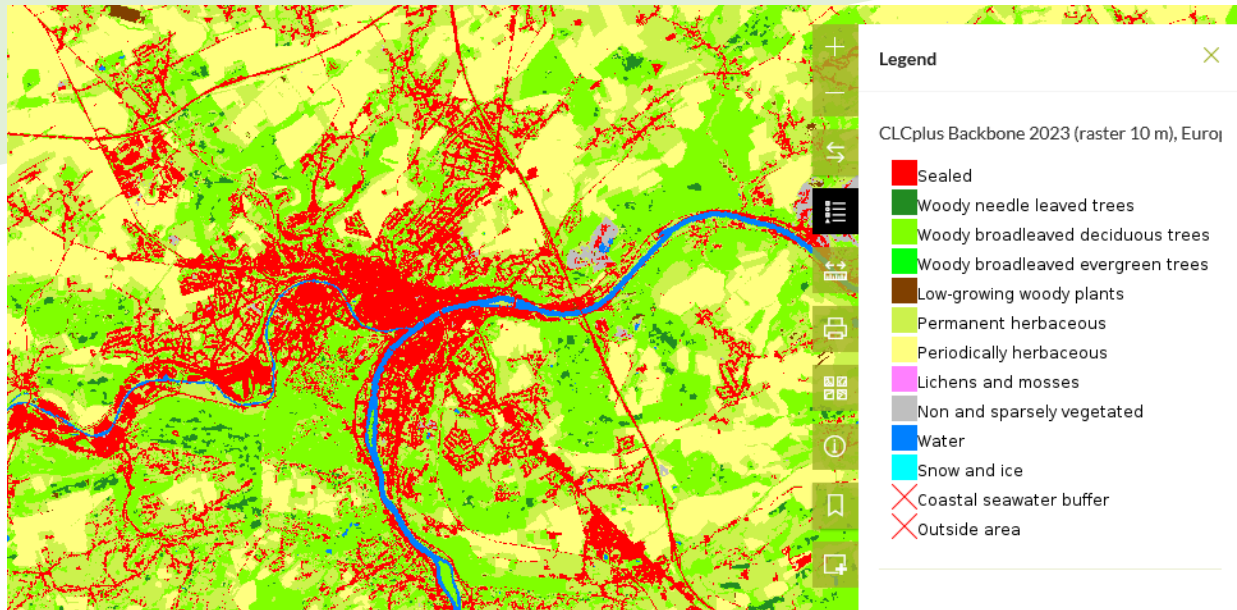 Legend
CLCplus Backbone 2023 (raster 10 m), Europ
Sealed
Woody needle leaved trees
Woody broadleaved deciduous trees
Woody broadleaved evergreen trees
Low-growing woody plants
Permanent herbaceous
Periodically herbaceous
Lichens and mosses
Non and sparsely vegetated
Water
Snow and ice
Coastal seawater buffer
Outside area